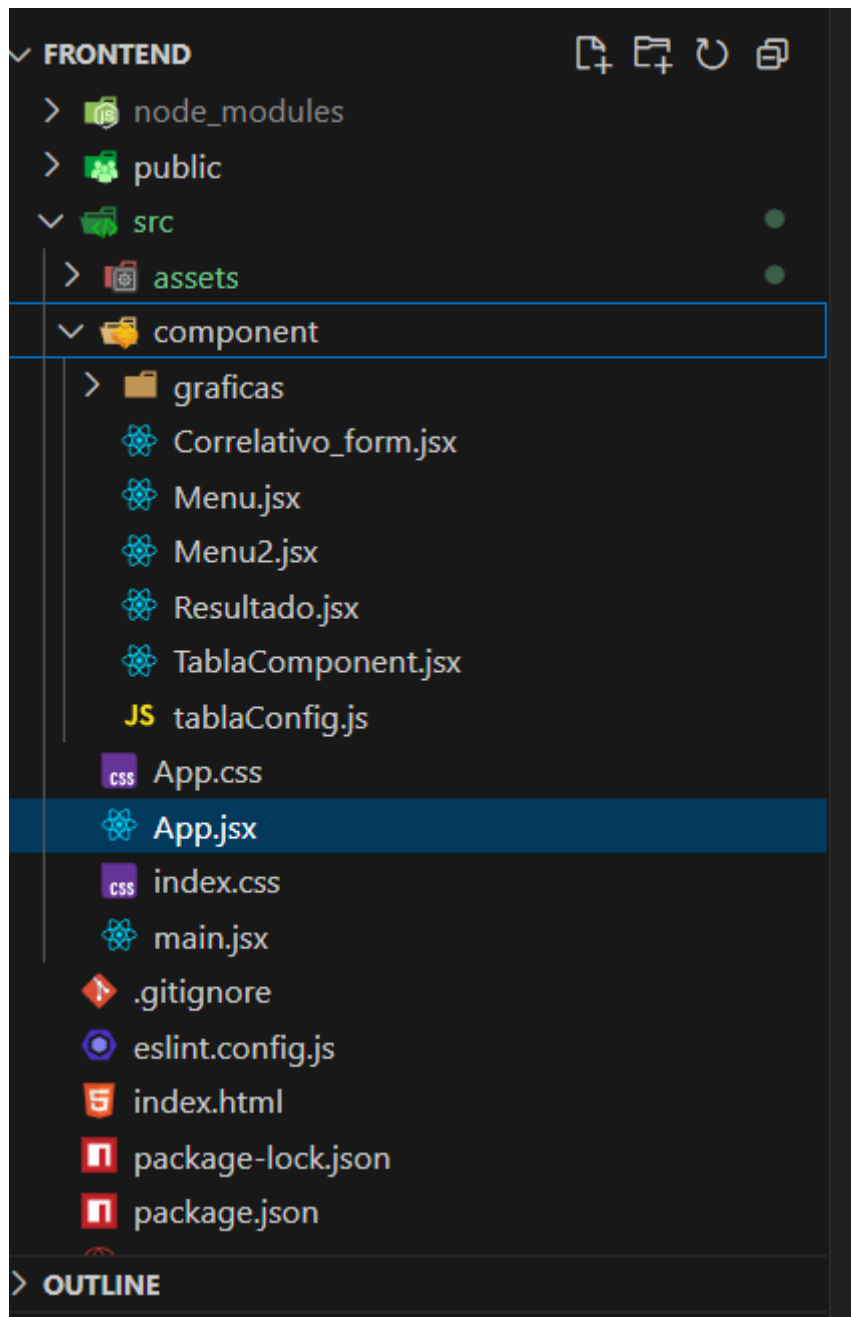 FRONTEND
node_modules
public
src
assets
component
graficas
Correlativo_form.jsx
Menu.jsx
Menu2.jsx
Resultado.jsx
TablaComponent.jsx
JS tablaConfig.js
css App.css
App.jsx
css index.css
main.jsx
.gitignore
eslint.config.js
index.html
package-lock.json
package.json
OUTLINE